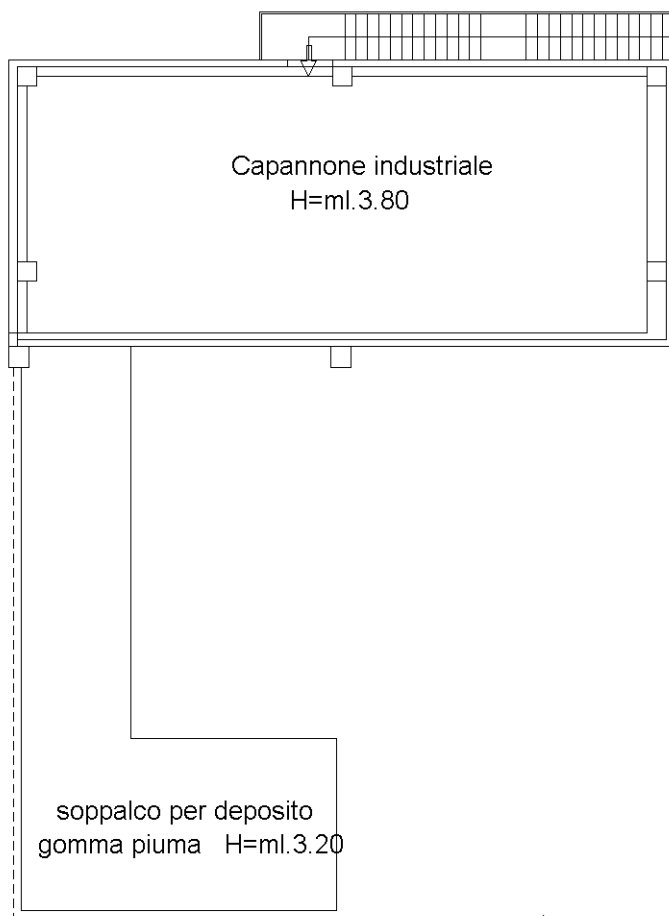 Capannone industriale
H=ml.3.80
soppalco per deposito
gomma piuma H=ml.3.20